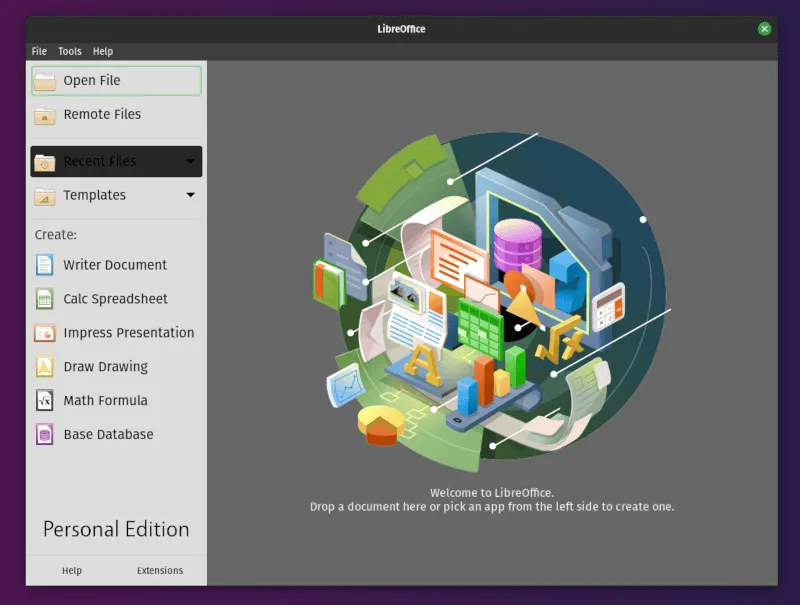 LibreOffice
File Tools Help
Open File
Remote Files
Recent Files
Templates
Create:
Writer Document
Calc Spreadsheet
Impress Presentation
Draw Drawing
Math Formula
Base Database
Personal Edition
Help Extensions
Welcome to LibreOffice.
Drop a document here or pick an app from the left side to create one.